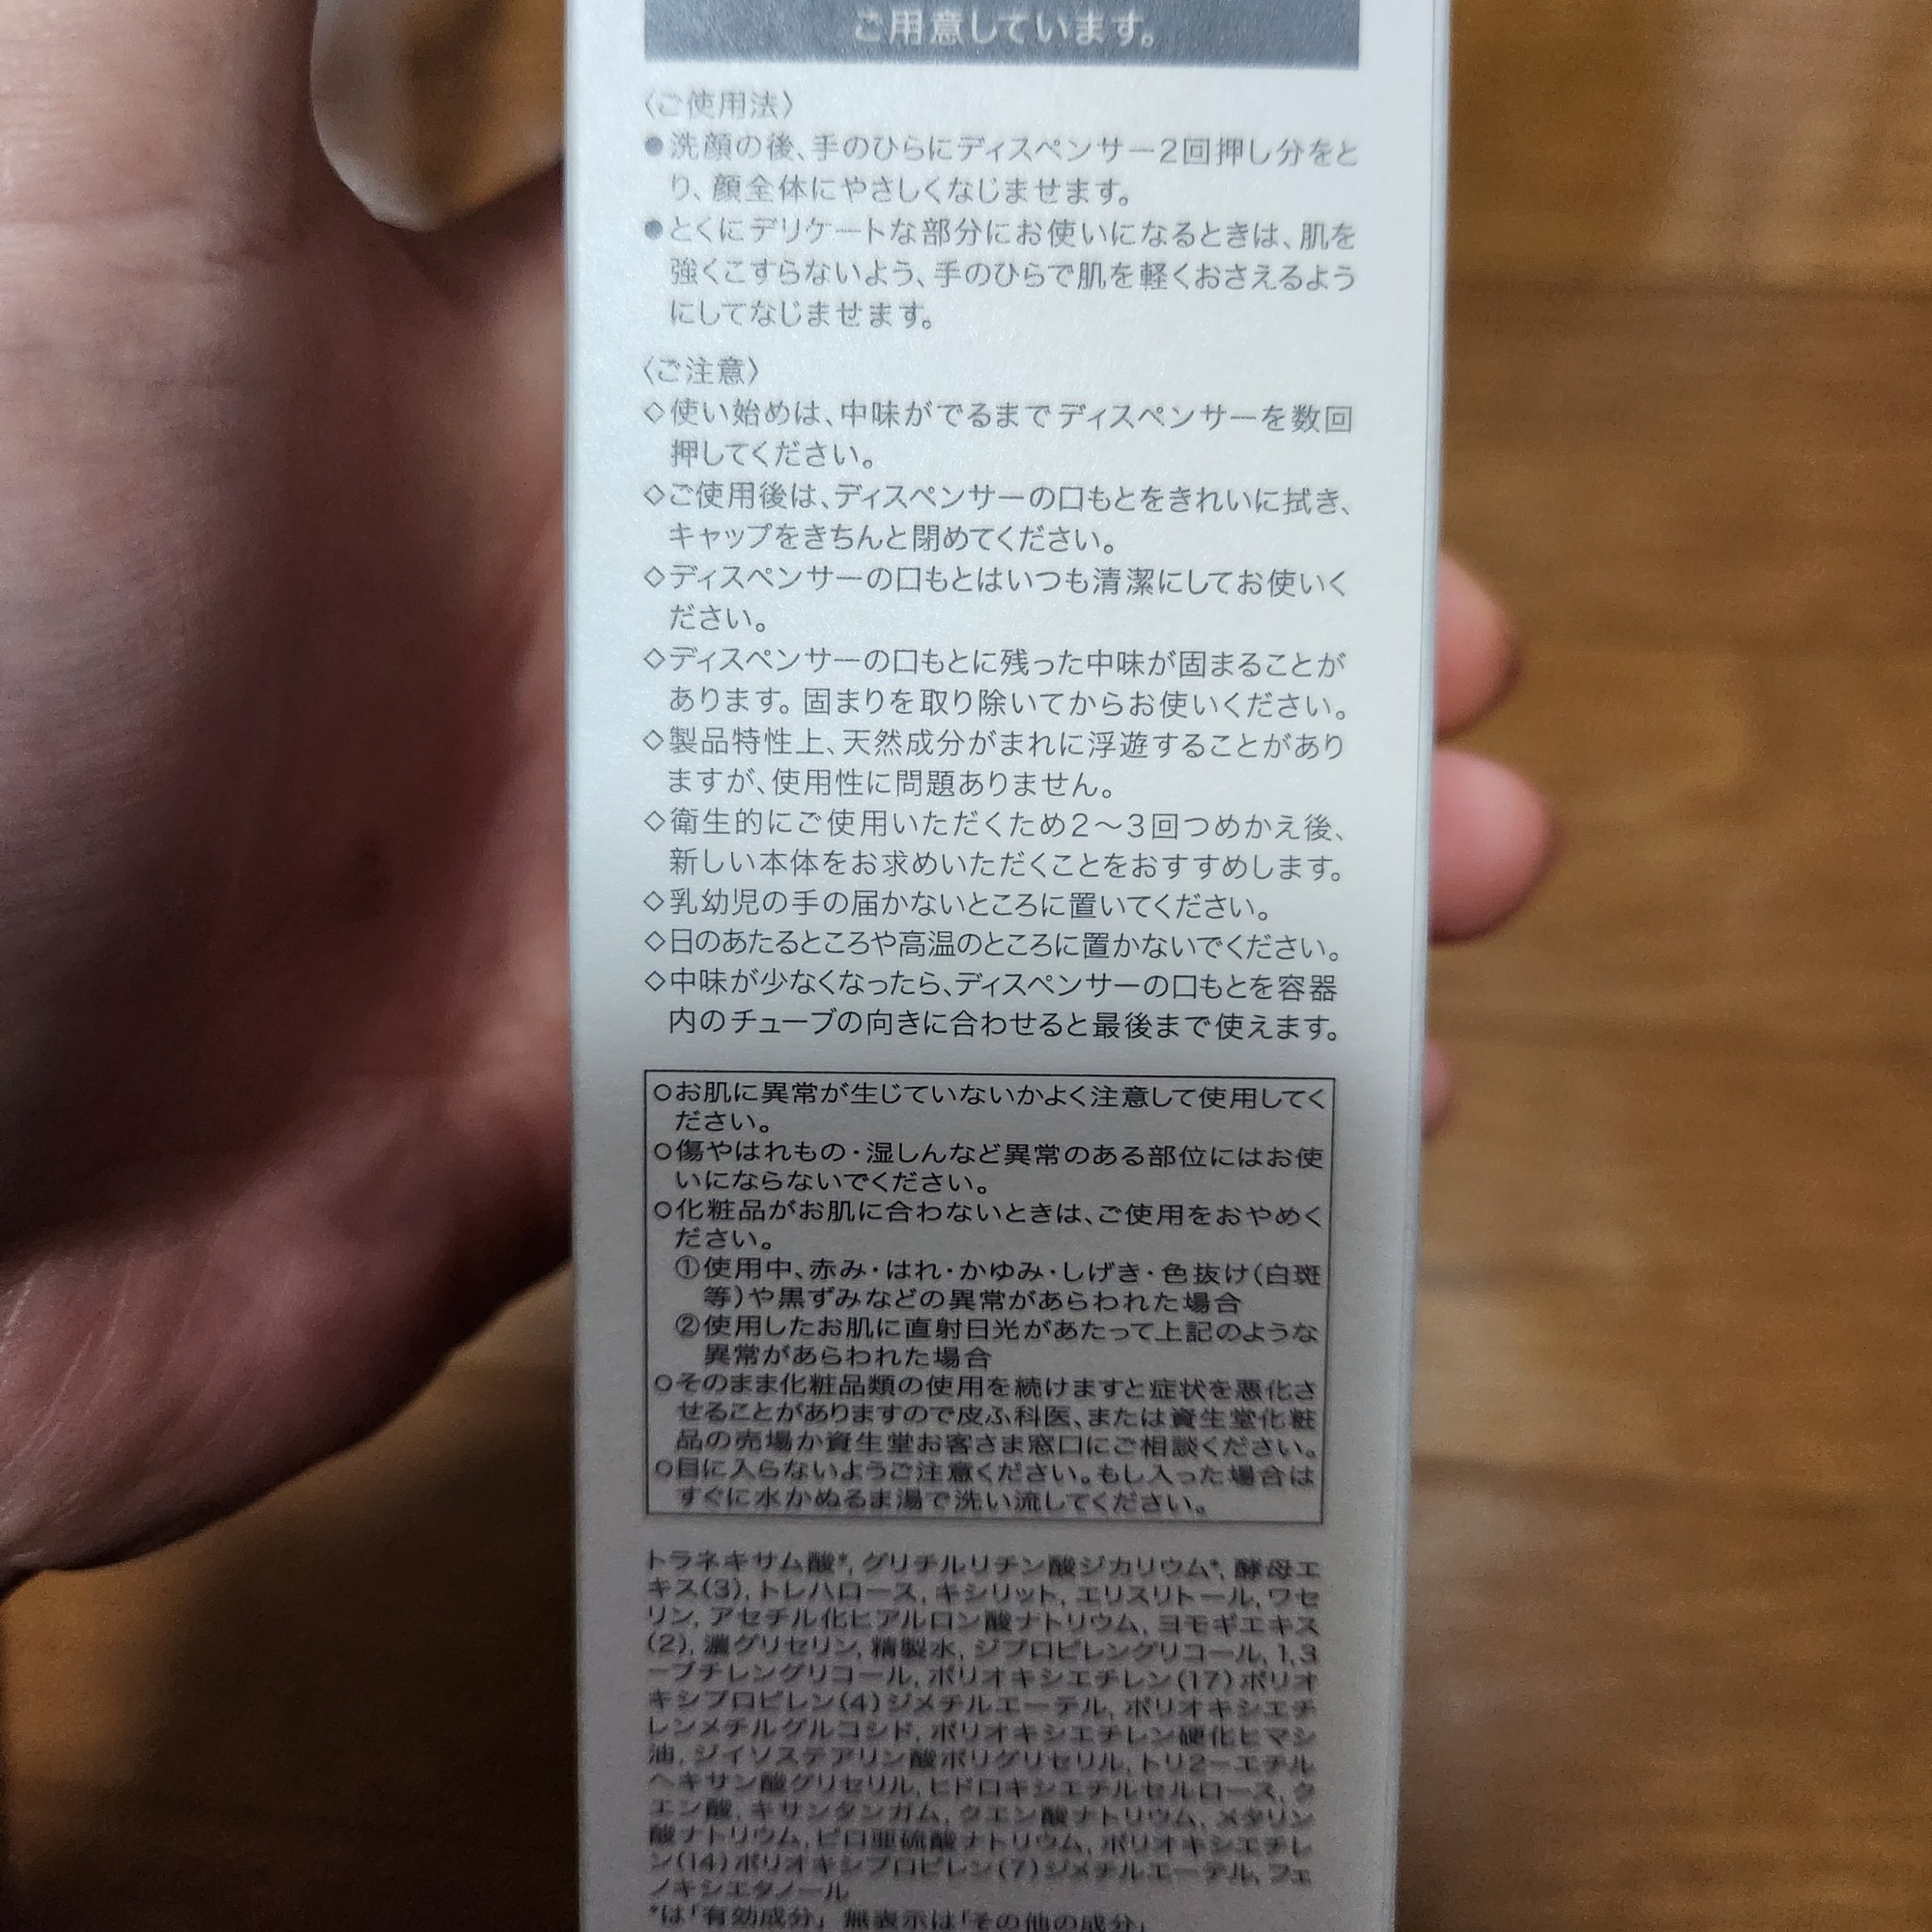 ご用意しています。
〈ご使用法〉
●洗顔の後、手のひらにディスペンサー2回押し分をと
り、顔全体にやさしくなじませます。
●とくにデリケートな部分にお使いになるときは、肌を
強くこすらないよう、手のひらで肌を軽くおさえるよう
にしてなじませます。
〈ご注意〉
◇使い始めは、中味がでるまでディスペンサーを数回
押してください。
◇ご使用後は、ディスペンサーの口もとをきれいに拭き、
キャップをきちんと閉めてください。
◇ディスペンサーの口もとはいつも清潔にしてお使いく
ださい。
◇ディスペンサーの口もとに残った中味が固まることが
あります。固まりを取り除いてからお使いください。
◇製品特性上、天然成分がまれに浮遊することがあり
ますが、使用性に問題ありません。
◇衛生的にご使用いただくため2〜3回つめかえ後、
新しい本体をお求めいただくことをおすすめします。
◇乳幼児の手の届かないところに置いてください。
◇日のあたるところや高温のところに置かないでください。
◇中味が少なくなったら、ディスペンサーの口もとを容器
内のチューブの向きに合わせると最後まで使えます。
○お肌に異常が生じていないかよく注意して使用してく
ださい。
○傷やはれもの・湿しんなど異常のある部位にはお使
いにならないでください。
○化粧品がお肌に合わないときは、ご使用をおやめく
ださい。
①使用中、赤み・はれ・かゆみ・しげき・色抜け(白斑
等)や黒ずみなどの異常があらわれた場合
②使用したお肌に直射日光があたって上記のような
異常があらわれた場合
○そのまま化粧品類の使用を続けますと症状を悪化さ
せることがありますので皮ふ科医、または資生堂化粧
品の売場か資生堂お客さま窓口にご相談ください。
○目に入らないようご注意ください。もし入った場合は
すぐに水かぬるま湯で洗い流してください。
トラネキサム酸*, グリチルリチン酸ジカリウム*, 酵母エ
キス(3), トレハロース, キシリット, エリスリトール, ワセ
リン, アセチル化ヒアルロン酸ナトリウム, ヨモギエキス
(2), 濃グリセリン, 精製水, ジプロピレングリコール, 1,3
ーブチレングリコール, ポリオキシエチレン(17)ポリオ
キシプロピレン(4)ジメチルエーテル, ポリオキシエチ
レンメチルグルコシド, ポリオキシエチレン硬化ヒマシ
油, ジイソステアリン酸ポリグリセリル, トリ2ーエチル
ヘキサン酸グリセリル, ヒドロキシエチルセルロース, ク
エン酸, キサンタンガム, クエン酸ナトリウム, メタリン
酸ナトリウム, ピロ亜硫酸ナトリウム, ポリオキシエチレ
ン(14)ポリオキシプロピレン(7)ジメチルエーテル, フェ
ノキシエタノール
*は「有効成分」 無表示は「その他の成分」